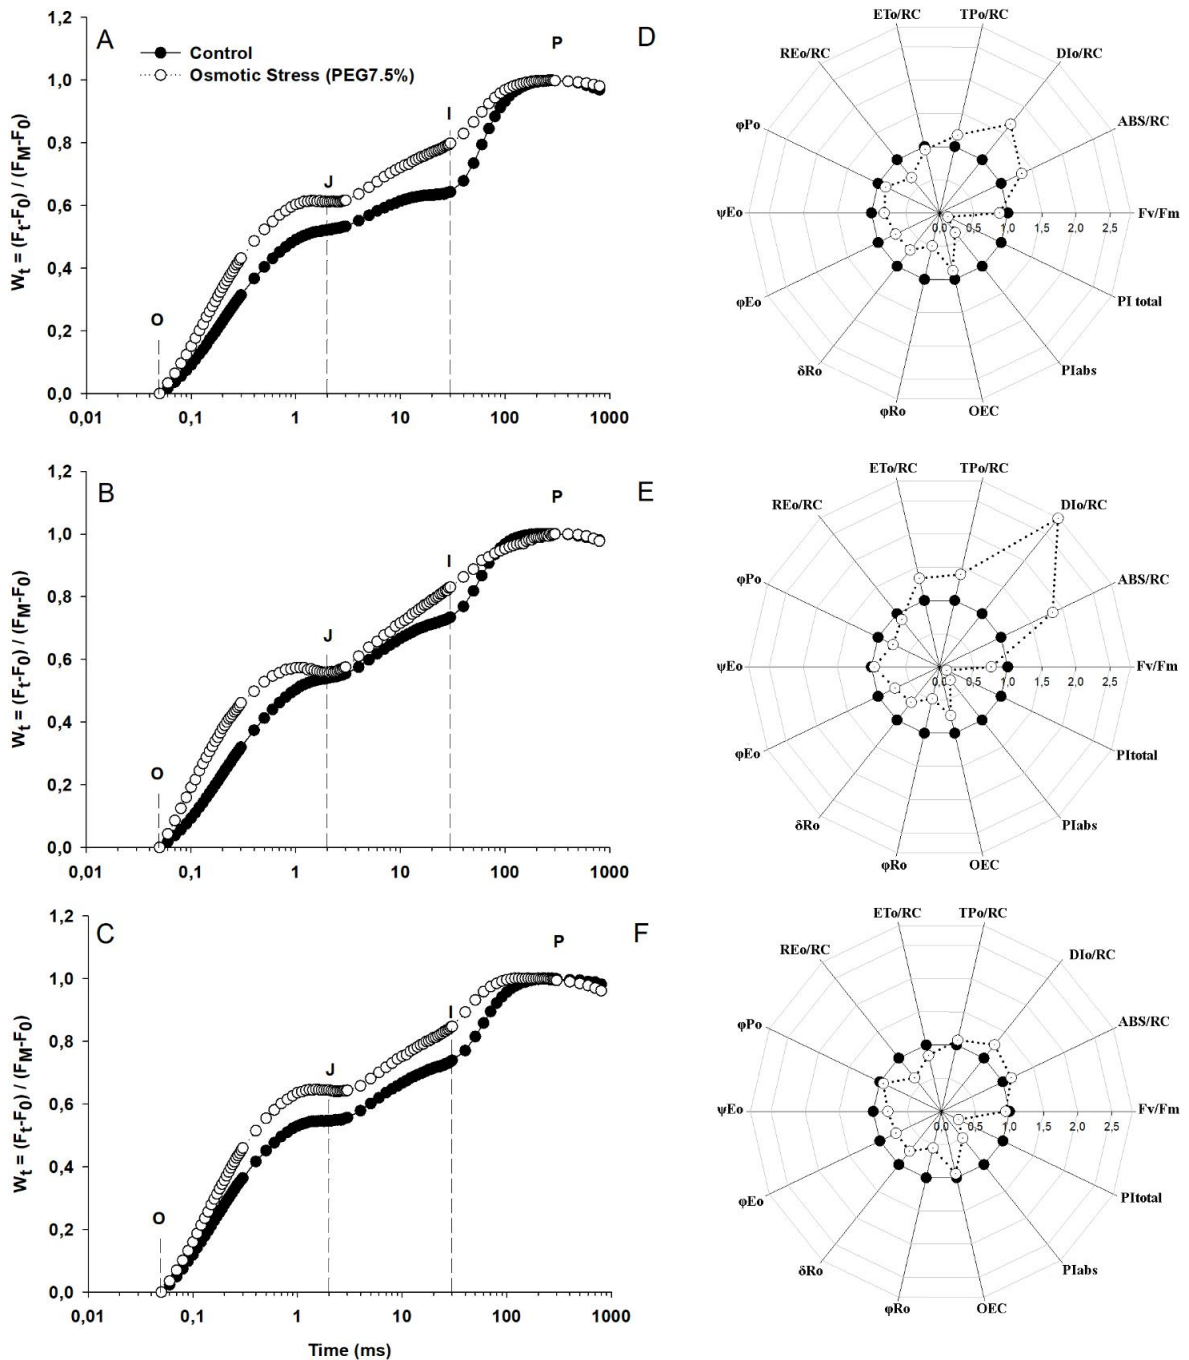 A
Control
Osmotic Stress (PEG7.5%)
P
I
J
O
1,2
1,0
0,8
0,6
0,4
0,2
0,0
0,01
0,1
1
10
100
1000
Wt = (Ft-F0) / (FM-F0)
D
ETo/RC
TPo/RC
REo/RC
DIo/RC
φPo
ABS/RC
ψEo
0,0 0,5 1,0 1,5 2,0 2,5
Fv/Fm
φEo
PI total
δRo
PIabs
φRo
OEC
B
P
I
J
O
1,2
1,0
0,8
0,6
0,4
0,2
0,0
0,01
0,1
1
10
100
1000
Wt = (Ft-F0) / (FM-F0)
E
ETo/RC
TPo/RC
REo/RC
DIo/RC
φPo
ABS/RC
ψEo
0,0 0,5 1,0 1,5 2,0 2,5
Fv/Fm
φEo
PItotal
δRo
PIabs
φRo
OEC
C
P
I
J
O
1,2
1,0
0,8
0,6
0,4
0,2
0,0
0,01
0,1
1
10
100
1000
Wt = (Ft-F0) / (FM-F0)
Time (ms)
F
ETo/RC
TPo/RC
REo/RC
DIo/RC
φPo
ABS/RC
ψEo
0,0 0,5 1,0 1,5 2,0 2,5
Fv/Fm
φEo
PItotal
δRo
PIabs
φRo
OEC